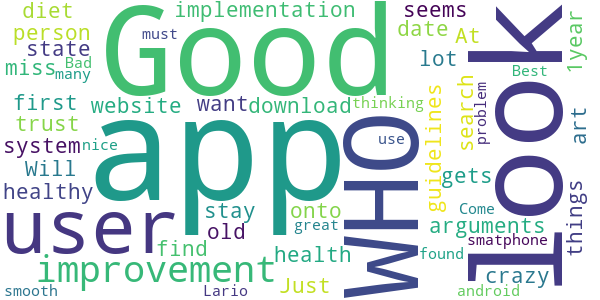 diet
implementation
seems
person
Good
must
date
At
1year
state
Bad
lot
look
miss
many
Best
first
website
want
download
thinking
search
problem
art
trust
app
WHO
use
guidelines
system
nice
Will
gets
healthy
stay
onto
Come
things
user
old
great
arguments
find
health
found
smatphone
improvement
crazy
smooth
Lario
Just
android